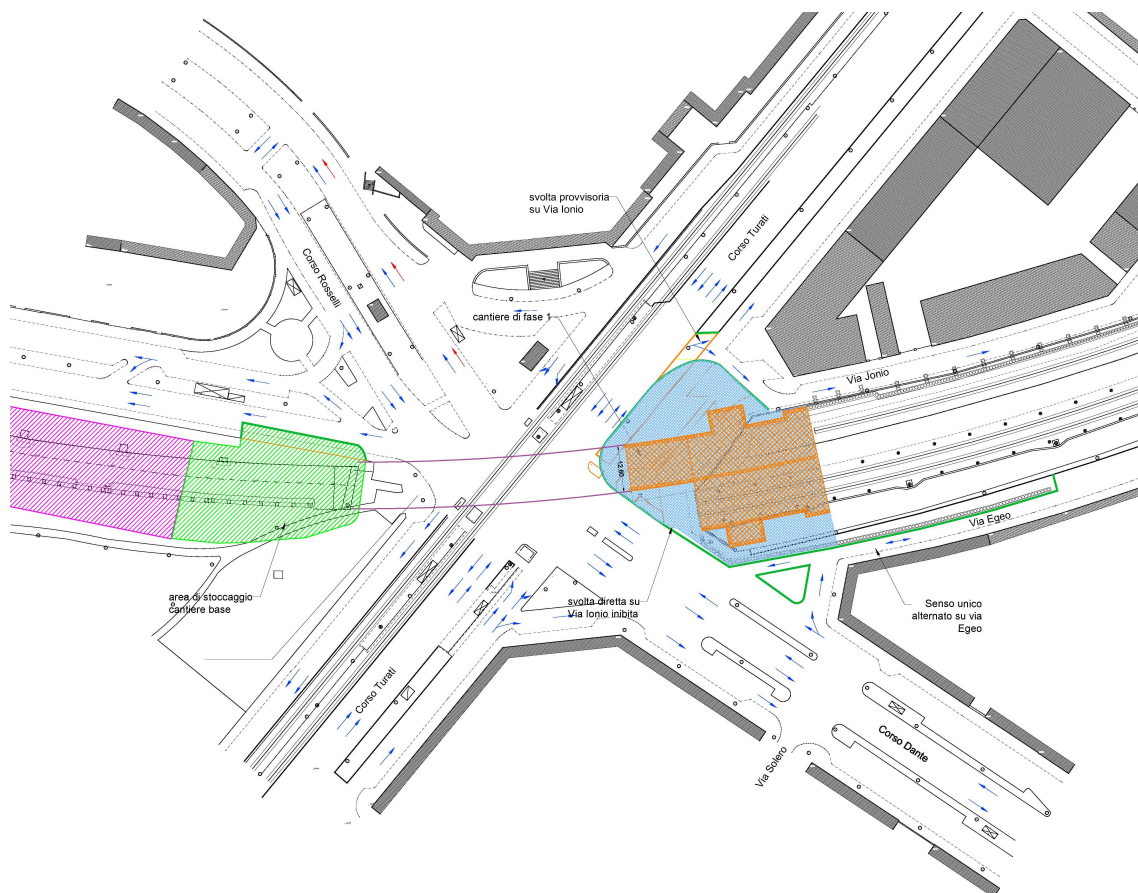 svolta provvisoria
su Via Ionio
Corso Turati
Corso Rosselli
cantiere di fase 1
Via Jonio
12.60
Via Egeo
area di stoccaggio
cantiere base
svolta diretta su
Via Ionio inibita
Senso unico
alternato su via
Egeo
Corso Turati
Via Solero
Corso Dante